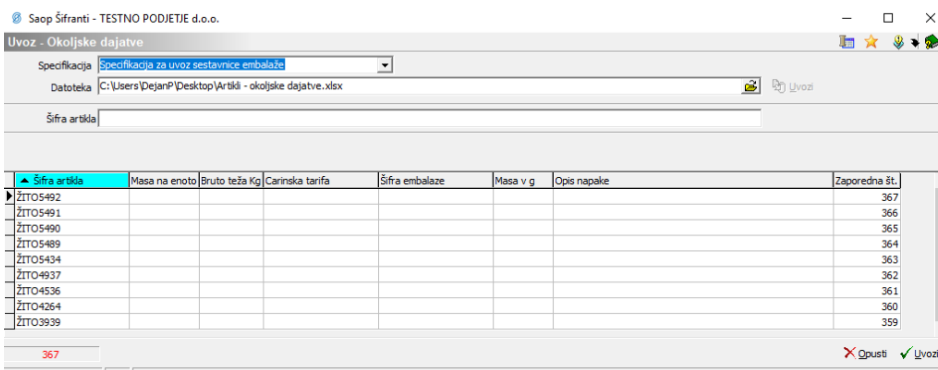 Saop Šifranti - TESTNO PODJETJE d.o.o.
Uvoz - Okoljske dajatve
Specifikacija Specifikacija za uvoz sestavnice embalaže
Datoteka C:\Users\DejanP\Desktop\Artikli - okoljske dajatve.xlsx Uvozi
Šifra artikla
Šifra artikla Masa na enoto Bruto teža Kg Carinska tarifa Šifra embalaze Masa v g Opis napake Zaporedna št.
ŽITO5492 367
ŽITO5491 366
ŽITO5490 365
ŽITO5489 364
ŽITO5434 363
ŽITO4937 362
ŽITO4536 361
ŽITO4264 360
ŽITO3939 359
367 Opusti Uvozi